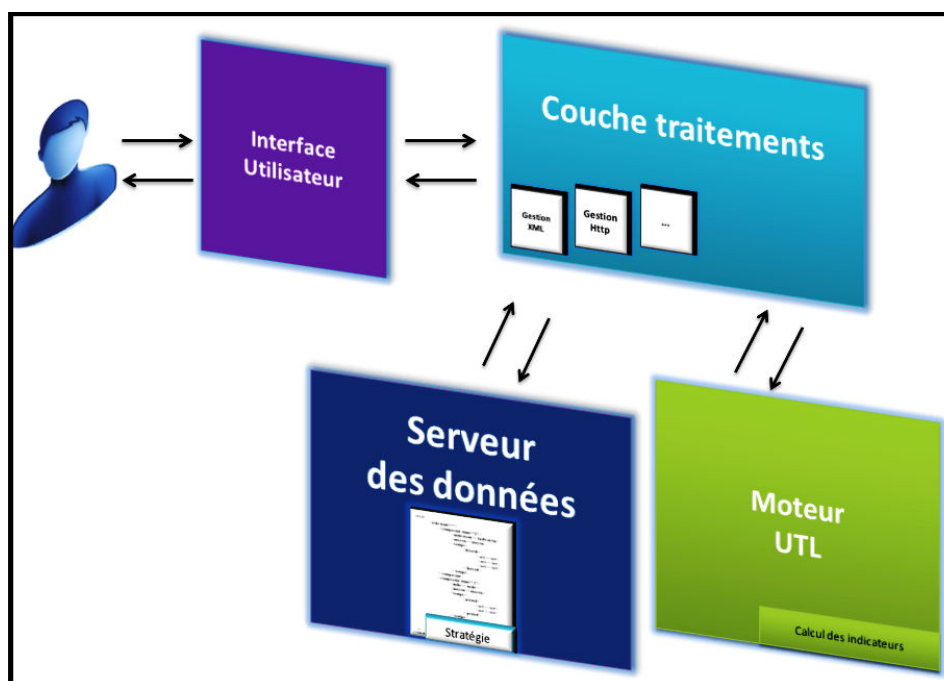 Interface
Utilisateur
Couche traitements
Gestion
XML
Gestion
Http
...
Serveur
des données
Stratégie
Moteur
UTL
Calcul des indicateurs